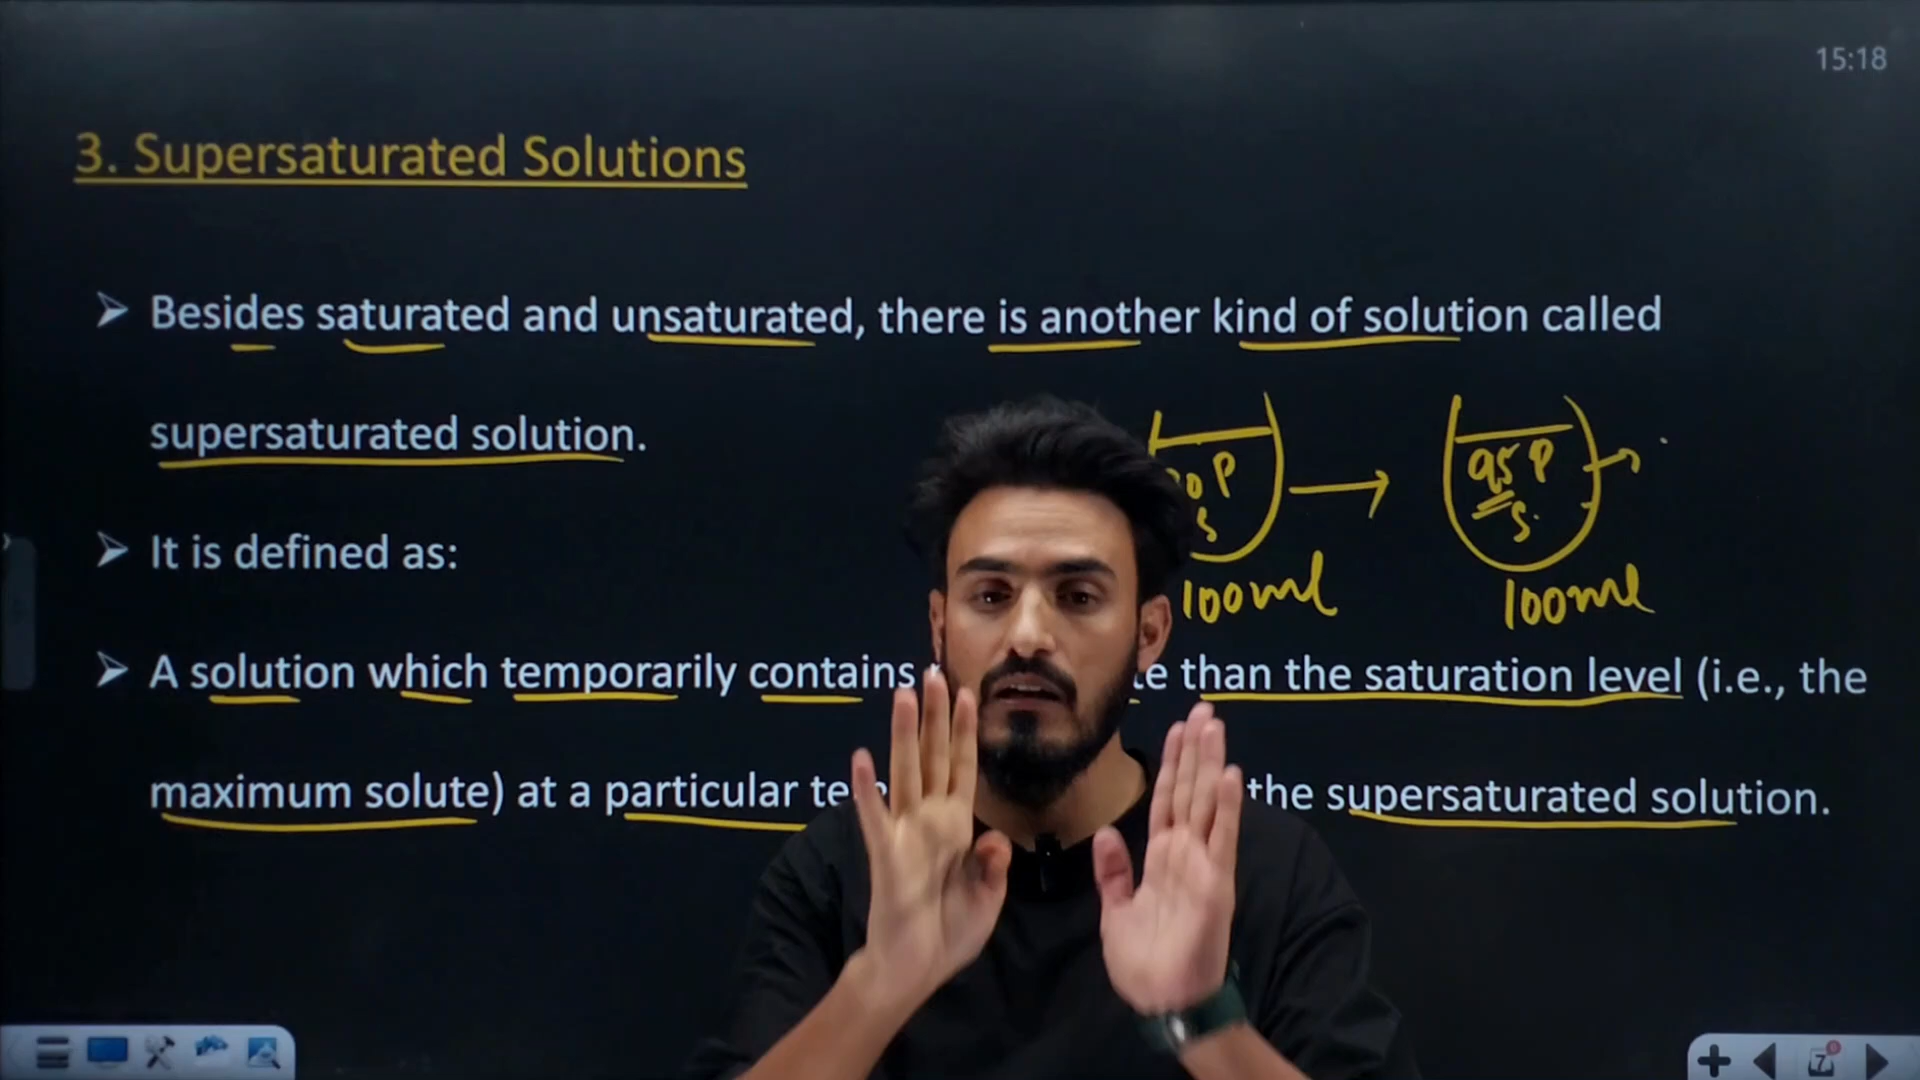 15:18
3. Supersaturated Solutions
➤ Besides saturated and unsaturated, there is another kind of solution called
supersaturated solution.
95 P
S
P
S
100ml
100ml
➤ It is defined as:
➤ A solution which temporarily contains than the saturation level (i.e., the
maximum solute) at a particular the supersaturated solution.
7